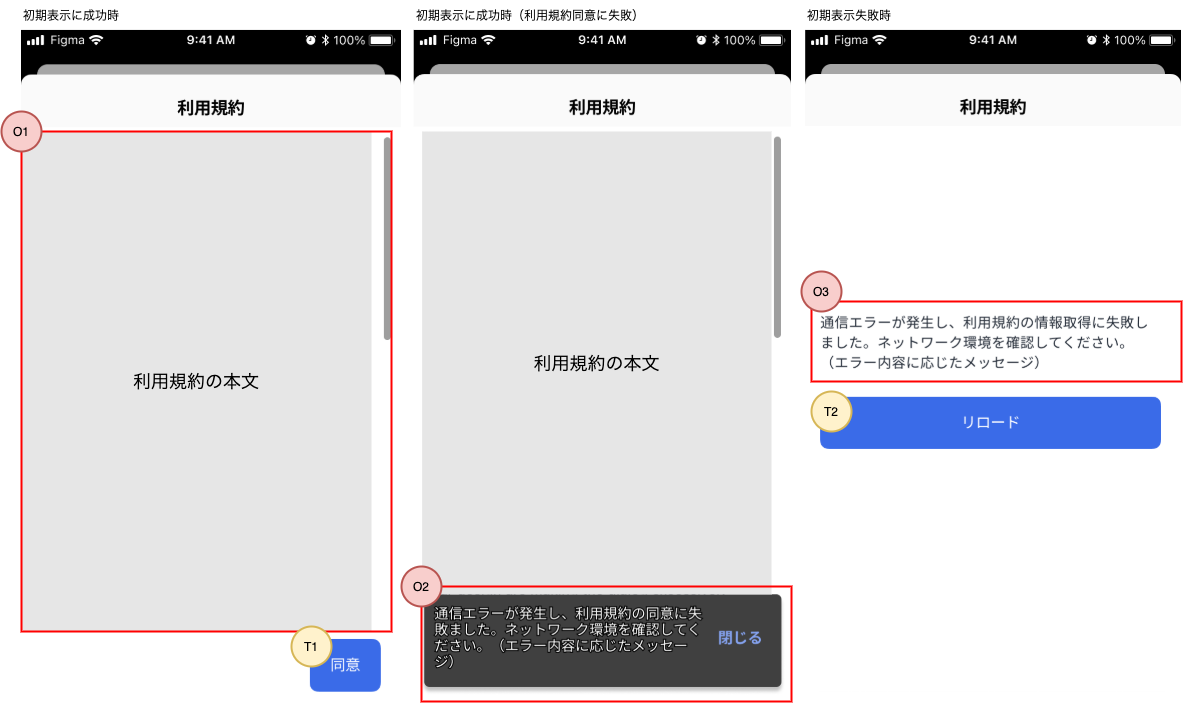 初期表示に成功時
Figma
9:41 AM
100%
利用規約
O1
利用規約の本文
T1
同意
初期表示に成功時（利用規約同意に失敗）
Figma
9:41 AM
100%
利用規約
利用規約の本文
O2
通信エラーが発生し、利用規約の同意に失
敗ました。ネットワーク環境を確認してく
ださい。（エラー内容に応じたメッセー
ジ）
閉じる
初期表示失敗時
Figma
9:41 AM
100%
利用規約
O3
通信エラーが発生し、利用規約の情報取得に失敗し
ました。ネットワーク環境を確認してください。
（エラー内容に応じたメッセージ）
T2
リロード